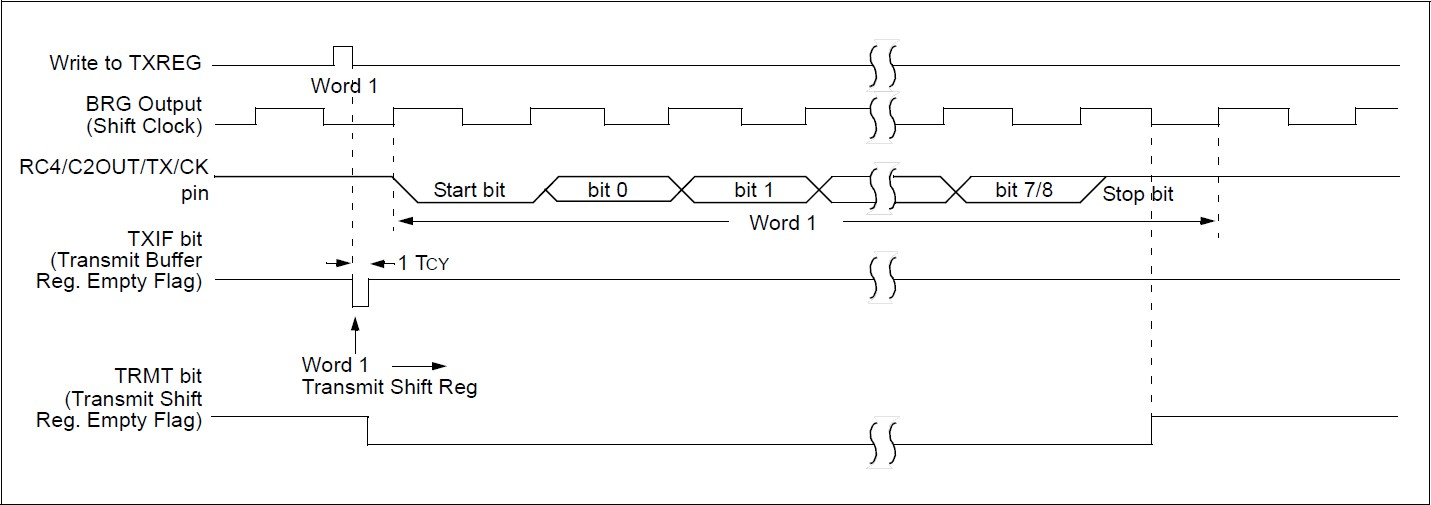 Write to TXREG
Word 1
BRG Output
(Shift Clock)
RC4/C2OUT/TX/CK
pin
Start bit
bit 0
bit 1
bit 7/8
Stop bit
Word 1
TXIF bit
(Transmit Buffer
Reg. Empty Flag)
1 TCY
Word 1
Transmit Shift Reg
TRMT bit
(Transmit Shift
Reg. Empty Flag)